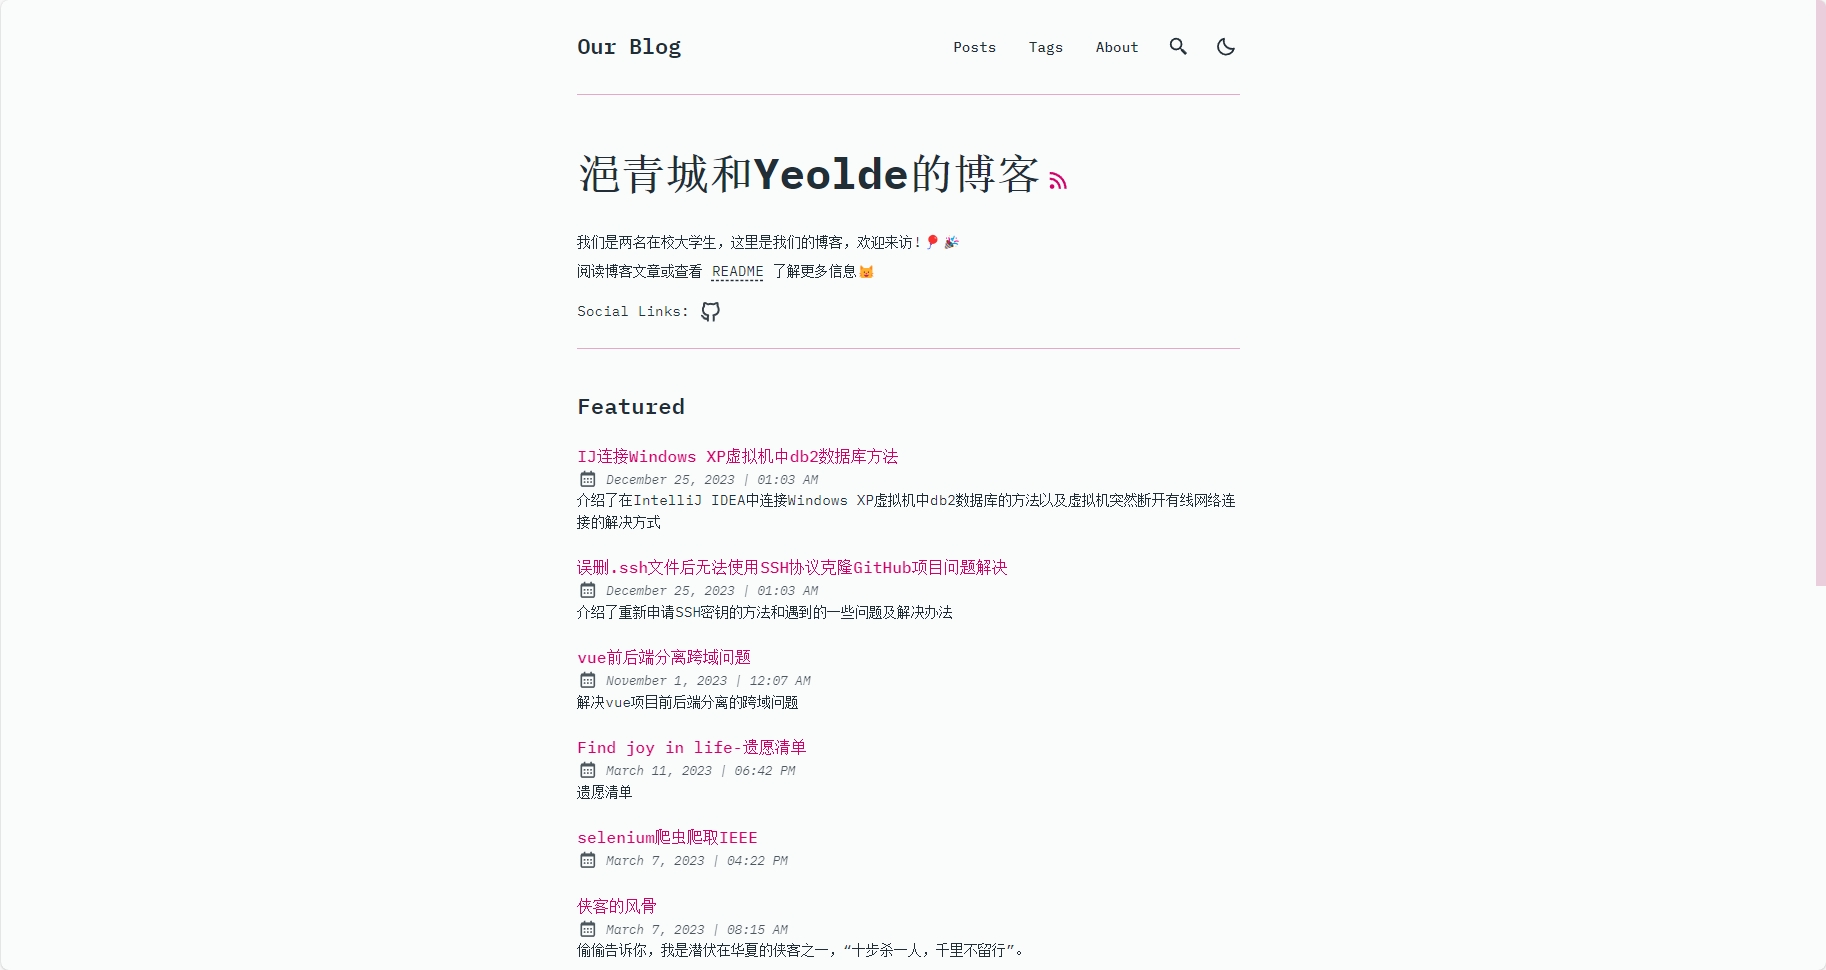 Our Blog
Posts Tags About
浥青城和Yeolde的博客
我们是两名在校大学生，这里是我们的博客，欢迎来访！🎈🎉
阅读博客文章或查看 README 了解更多信息😺
Social Links:
Featured
IJ连接Windows XP虚拟机中db2数据库方法
December 25, 2023 | 01:03 AM
介绍了在IntelliJ IDEA中连接Windows XP虚拟机中db2数据库的方法以及虚拟机突然断开有线网络连
接的解决方式
误删.ssh文件后无法使用SSH协议克隆GitHub项目问题解决
December 25, 2023 | 01:03 AM
介绍了重新申请SSH密钥的方法和遇到的一些问题及解决办法
vue前后端分离跨域问题
November 1, 2023 | 12:07 AM
解决vue项目前后端分离的跨域问题
Find joy in life-遗愿清单
March 11, 2023 | 06:42 PM
遗愿清单
selenium爬虫爬取IEEE
March 7, 2023 | 04:22 PM
侠客的风骨
March 7, 2023 | 08:15 AM
偷偷告诉你，我是潜伏在华夏的侠客之一，“十步杀一人，千里不留行”。